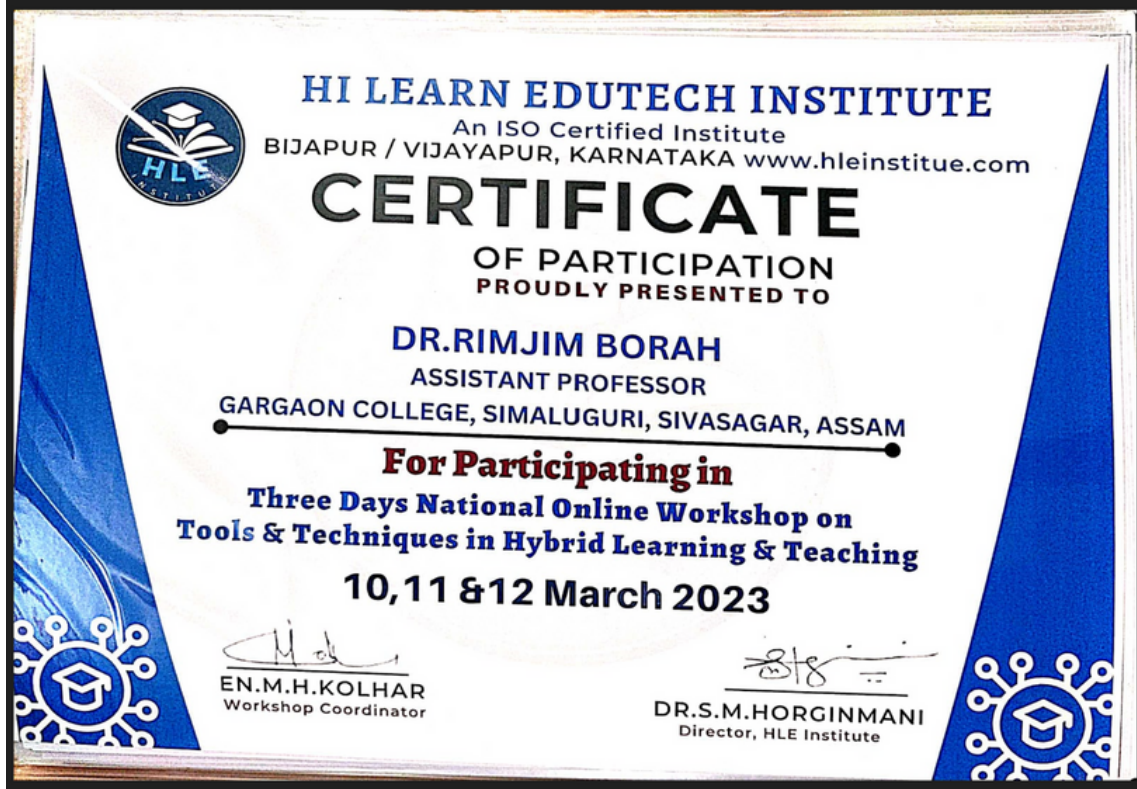 HI LEARN EDUTECH INSTITUTE
An ISO Certified Institute
BIJAPUR / VIJAYAPUR, KARNATAKA www.hleinstitue.com
HLE
INSTITUT
CERTIFICATE
OF PARTICIPATION
PROUDLY PRESENTED TO
DR.RIMJIM BORAH
ASSISTANT PROFESSOR
GARGAON COLLEGE, SIMALUGURI, SIVASAGAR, ASSAM
For Participating in
Three Days National Online Workshop on
Tools & Techniques in Hybrid Learning & Teaching
10,11 &12 March 2023
EN.M.H.KOLHAR
Workshop Coordinator
DR.S.M.HORGINMANI
Director, HLE Institute